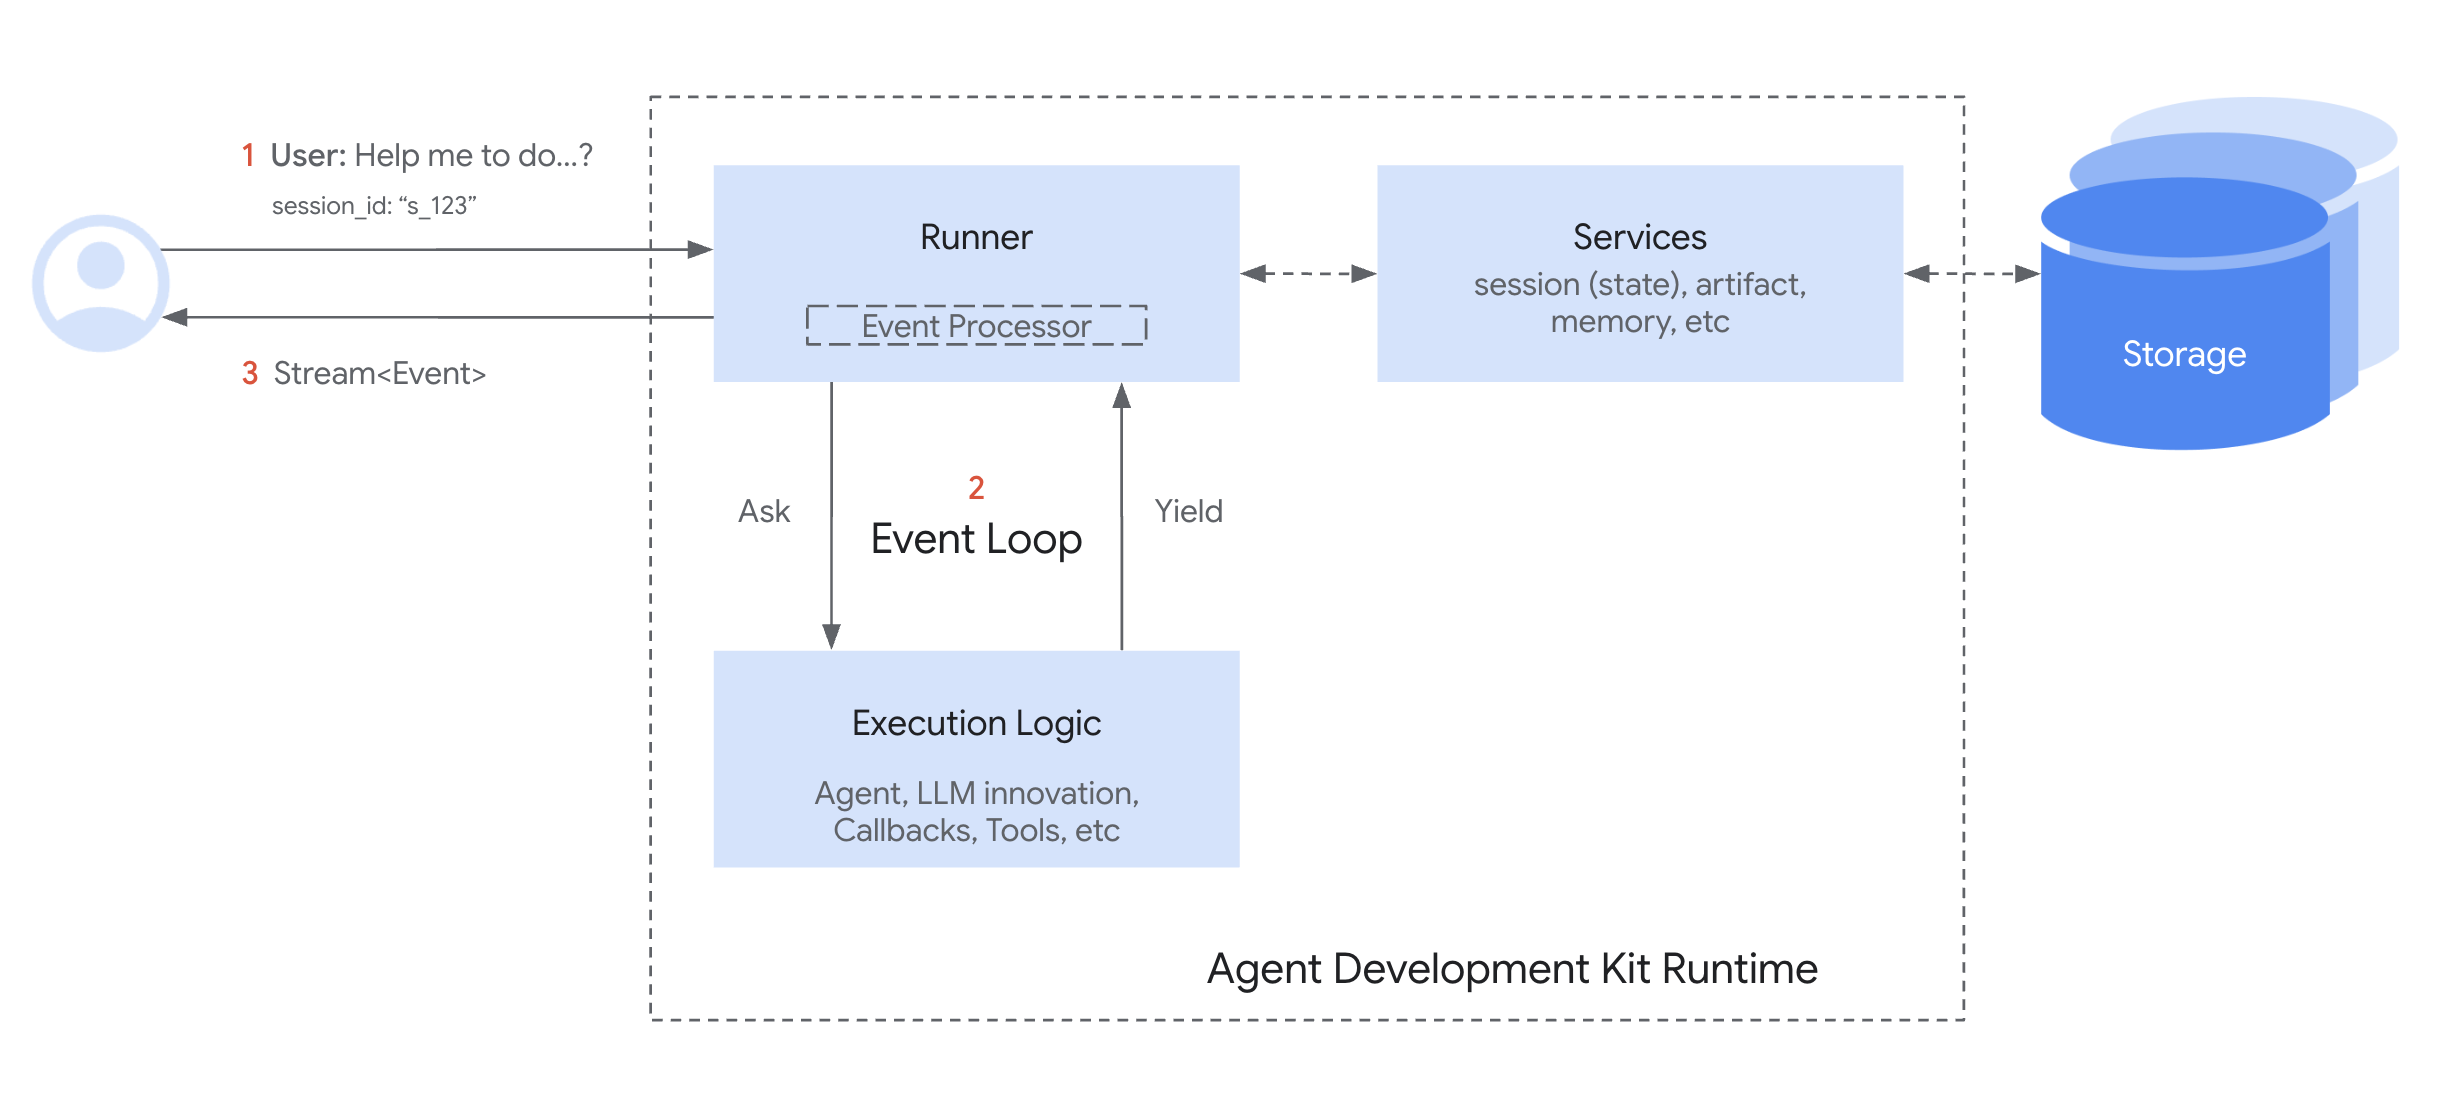 1 User: Help me to do...?
session_id: “s_123”
3 Stream<Event>
Runner
Event Processor
Services
session (state), artifact,
memory, etc
Storage
Ask
2
Event Loop
Yield
Execution Logic
Agent, LLM innovation,
Callbacks, Tools, etc
Agent Development Kit Runtime